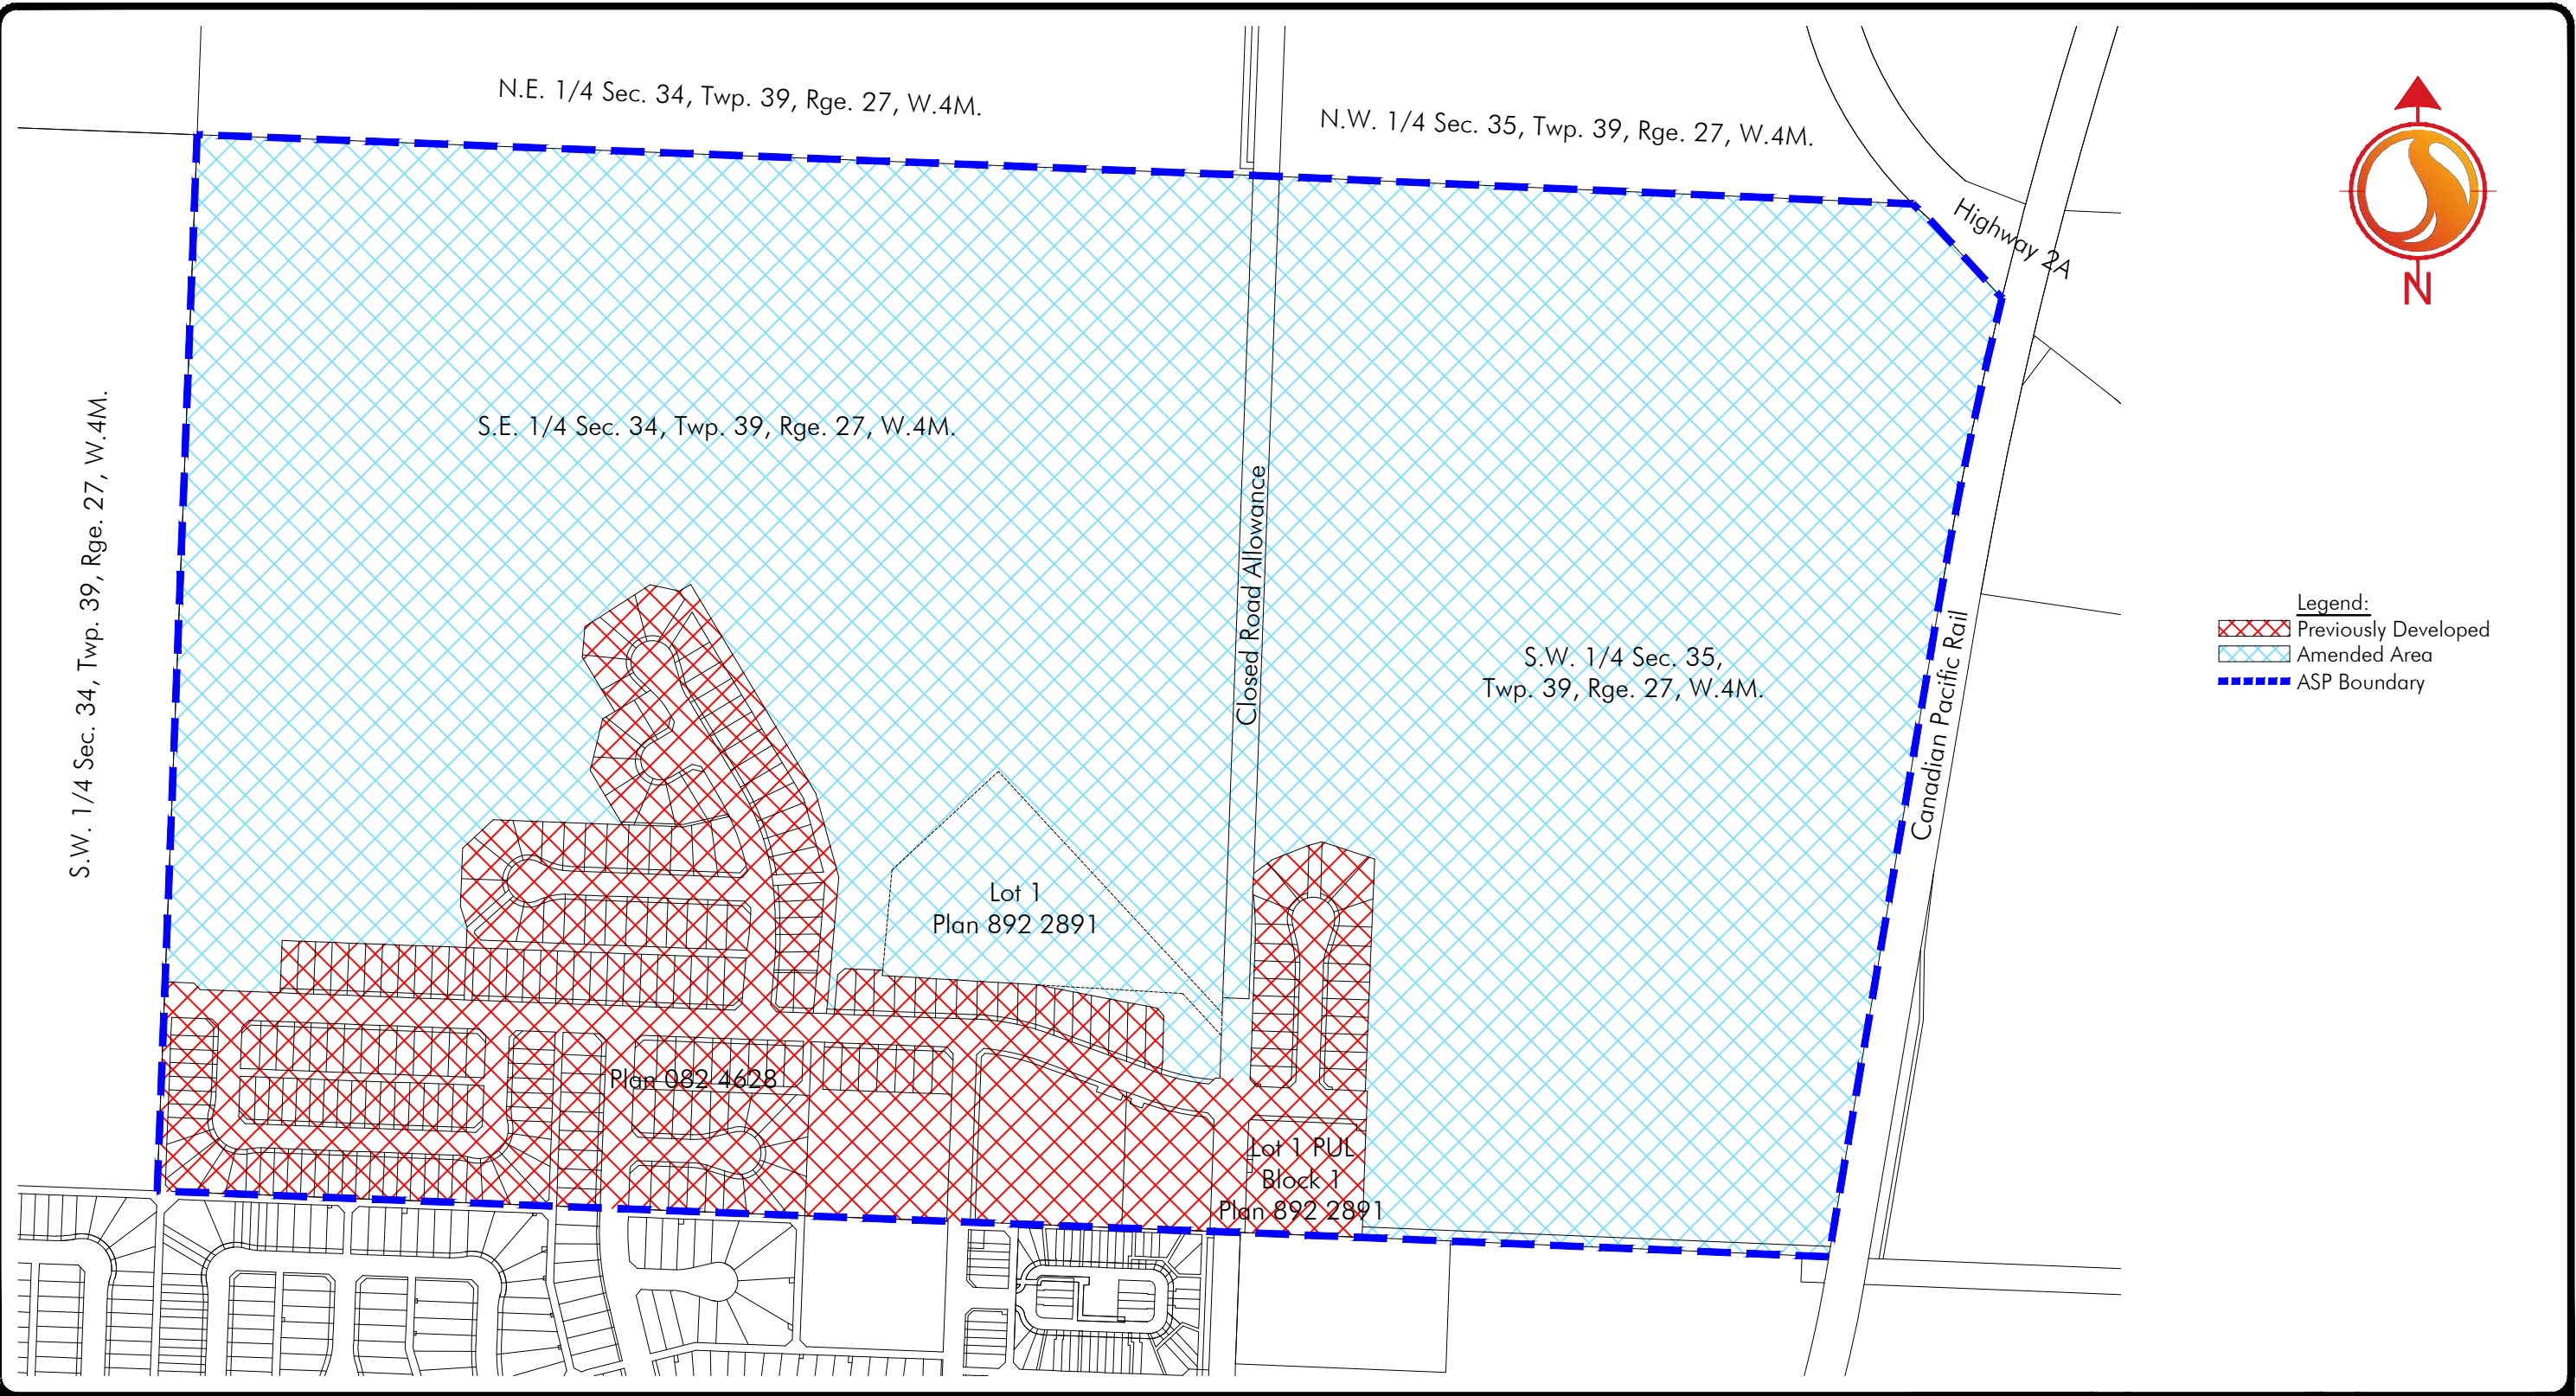 N.E. 1/4 Sec. 34, Twp. 39, Rge. 27, W.4M.
N.W. 1/4 Sec. 35, Twp. 39, Rge. 27, W.4M.
Highway 2A
N
S.W. 1/4 Sec. 34, Twp. 39, Rge. 27, W.4M.
S.E. 1/4 Sec. 34, Twp. 39, Rge. 27, W.4M.
Closed Road Allowance
S.W. 1/4 Sec. 35,
Twp. 39, Rge. 27, W.4M.
Canadian Pacific Rail
Legend:
Previously Developed
Amended Area
ASP Boundary
Lot 1
Plan 892 2891
Plan 082 4628
Lot 1 PUL
Block 1
Plan 892 2891